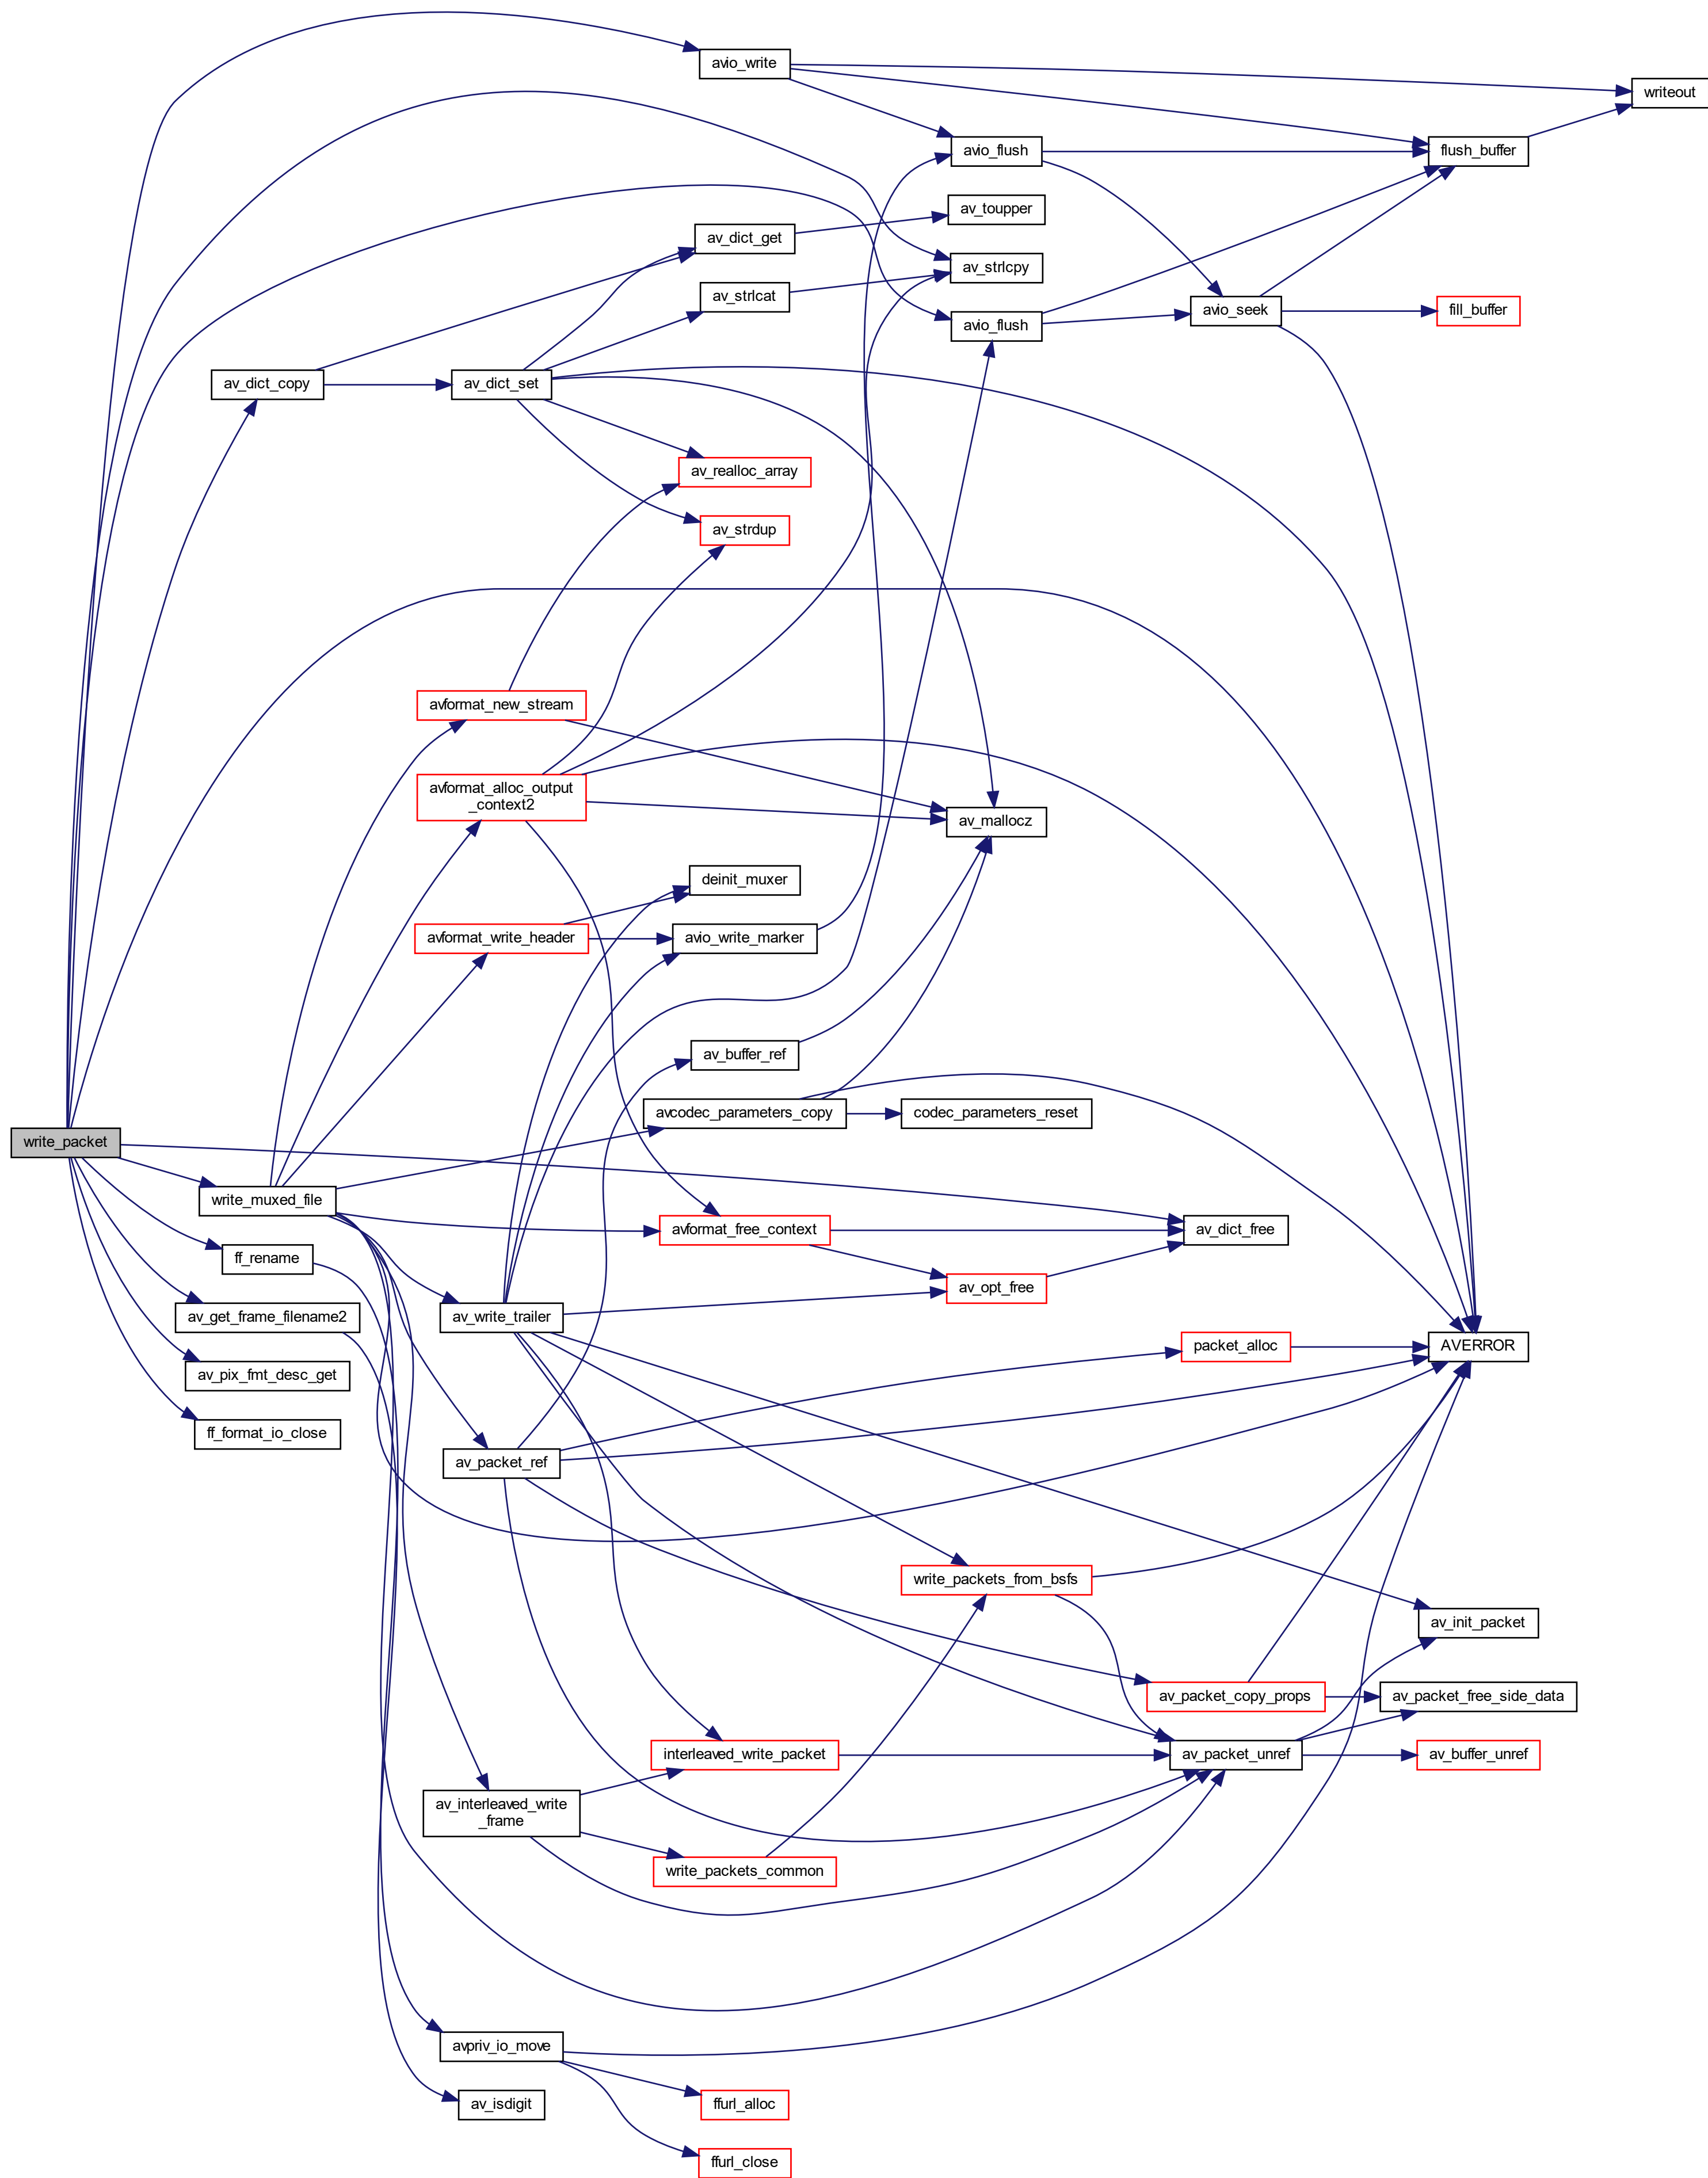 avio_write
writeout
avio_flush
flush_buffer
av_toupper
av_dict_get
av_strlcpy
av_strlcat
avio_seek
fill_buffer
avio_flush
av_dict_copy
av_dict_set
av_realloc_array
av_strdup
avformat_new_stream
avformat_alloc_output
_context2
av_mallocz
deinit_muxer
avformat_write_header
avio_write_marker
av_buffer_ref
avcodec_parameters_copy
codec_parameters_reset
write_packet
write_muxed_file
avformat_free_context
av_dict_free
ff_rename
av_opt_free
av_get_frame_filename2
av_write_trailer
packet_alloc
AVERROR
av_pix_fmt_desc_get
ff_format_io_close
av_packet_ref
write_packets_from_bsfs
av_init_packet
av_packet_copy_props
av_packet_free_side_data
interleaved_write_packet
av_packet_unref
av_buffer_unref
av_interleaved_write
_frame
write_packets_common
avpriv_io_move
av_isdigit
ffurl_alloc
ffurl_close